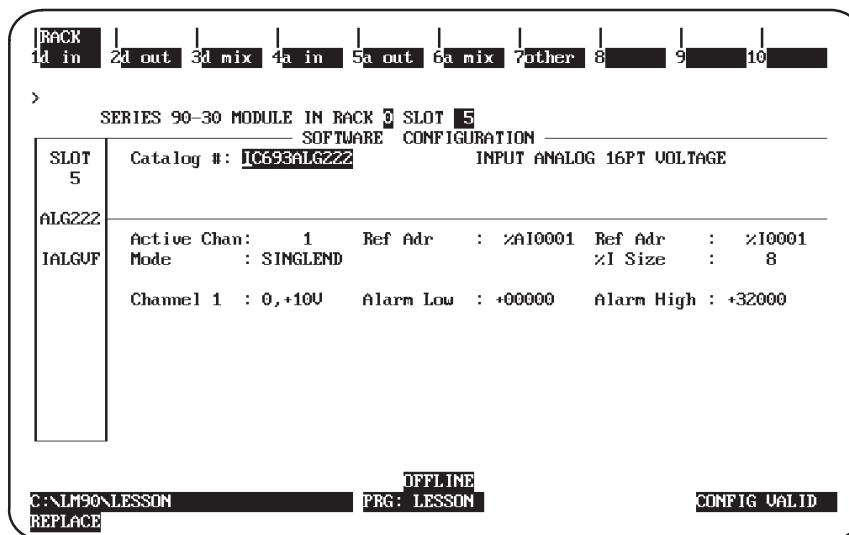 RACK
1d in 2d out 3d mix 4a in 5a out 6a mix 7other 8 9 10
>
SERIES 90-30 MODULE IN RACK 0 SLOT 5
SOFTWARE CONFIGURATION
SLOT Catalog #: IC693ALG222 INPUT ANALOG 16PT VOLTAGE
5
ALG222
Active Chan: 1 Ref Adr : %AI0001 Ref Adr : %I0001
IALGVF Mode : SINGLEND %I Size : 8
Channel 1 : 0,+10V Alarm Low : +00000 Alarm High : +32000
OFFLINE
C:\LM90\LESSON PRG: LESSON CONFIG VALID
REPLACE